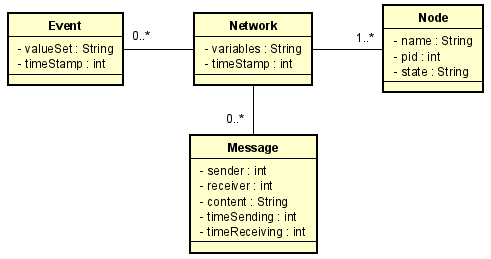 Event
- valueSet : String
- timeStamp : int
0..*
Network
- variables : String
- timeStamp : int
1..*
Node
- name : String
- pid : int
- state : String
0..*
Message
- sender : int
- receiver : int
- content : String
- timeSending : int
- timeReceiving : int